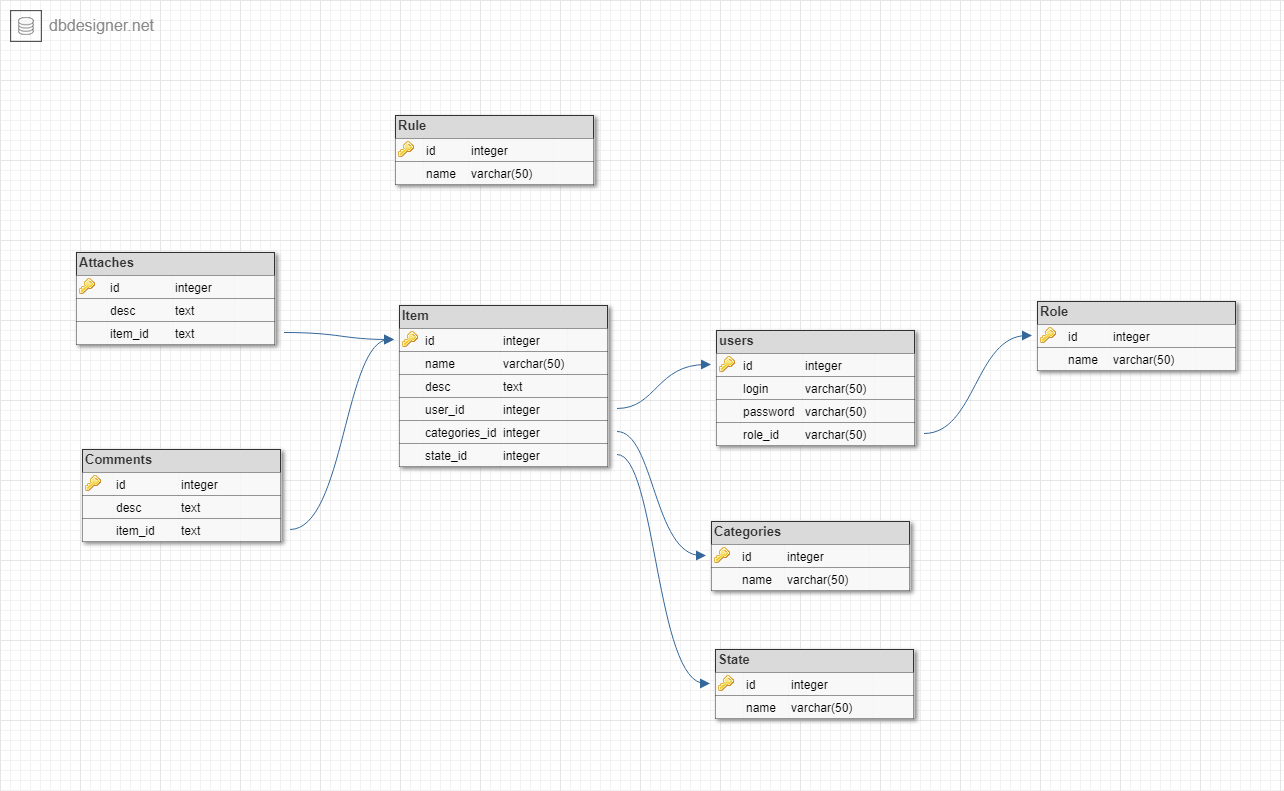 dbdesigner.net
Rule
id integer
name varchar(50)
Attaches
id integer
desc text
item_id text
Item
id integer
name varchar(50)
desc text
user_id integer
categories_id integer
state_id integer
users
id integer
login varchar(50)
password varchar(50)
role_id varchar(50)
Role
id integer
name varchar(50)
Comments
id integer
desc text
item_id text
Categories
id integer
name varchar(50)
State
id integer
name varchar(50)